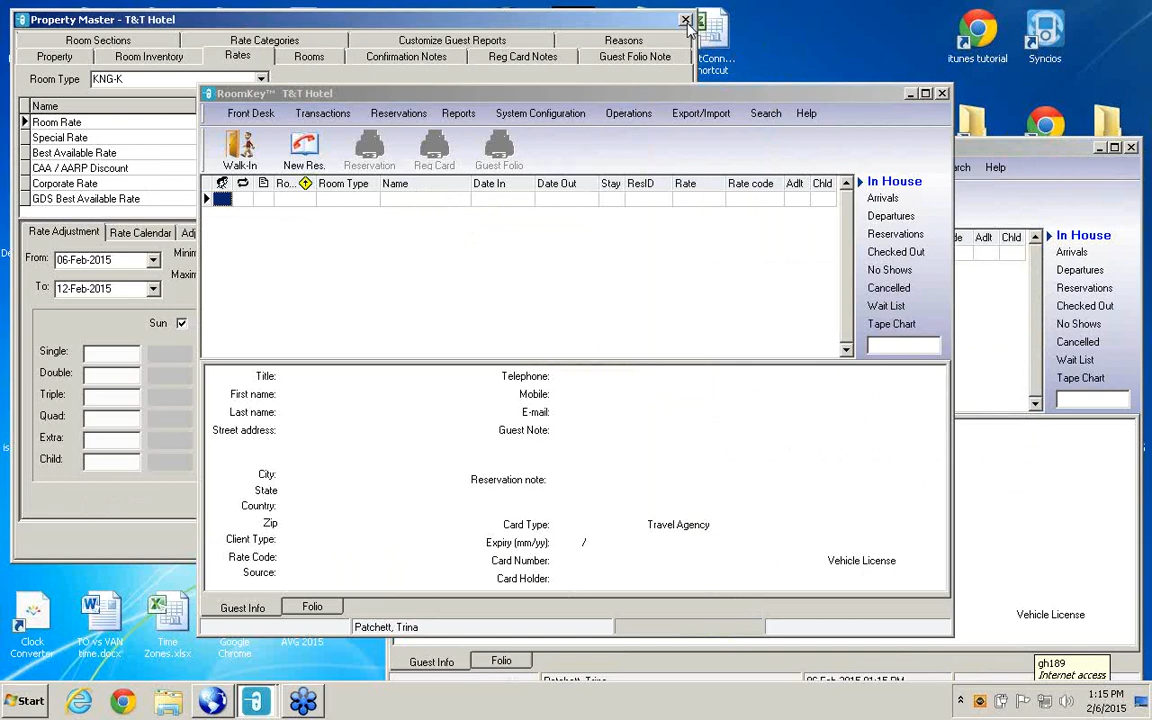 Property Master - T&T Hotel
Room Sections
Rate Categories
Customize Guest Reports
Reasons
Property
Room Inventory
Rates
Rooms
Confirmation Notes
Reg Card Notes
Guest Folio Note
Room Type
KNG-K
Name
Room Rate
Special Rate
Best Available Rate
CAA / AARP Discount
Corporate Rate
GDS Best Available Rate
Rate Adjustment
Rate Calendar
From:
06-Feb-2015
To:
12-Feb-2015
Sun
Single:
Double:
Triple:
Quad:
Extra:
Child:
RoomKey™ T&T Hotel
Front Desk
Transactions
Reservations
Reports
System Configuration
Operations
Export/Import
Search
Help
Walk-In
New Res.
Reservation
Reg Card
Guest Folio
Ro...
Room Type
Name
Date In
Date Out
Stay
ResID
Rate
Rate code
Adlt
Chld
In House
Arrivals
Departures
Reservations
Checked Out
No Shows
Cancelled
Wait List
Tape Chart
Title:
First name:
Last name:
Street address:
City:
State
Country:
Zip
Client Type:
Rate Code:
Source:
Telephone:
Mobile:
E-mail:
Guest Note:
Reservation note:
Card Type:
Expiry (mm/yy):
/
Card Number:
Card Holder:
Travel Agency
Vehicle License
Guest Info
Folio
Patchett, Trina
Help
Adlt
Chld
In House
Arrivals
Departures
Reservations
Checked Out
No Shows
Cancelled
Wait List
Tape Chart
Vehicle License
Guest Info
Folio
itunes tutorial
Syncios
Clock Converter
TO vs VAN time.docx
Time Zones.xlsx
Google Chrome
AVG 2015
gh189
Internet access
Start
1:15 PM
2/6/2015